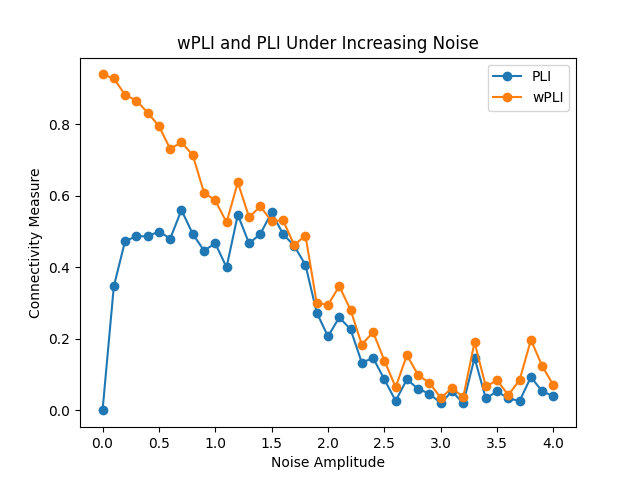 wPLI and PLI Under Increasing Noise
PLI
wPLI
Connectivity Measure
0.8
0.6
0.4
0.2
0.0
0.0 0.5 1.0 1.5 2.0 2.5 3.0 3.5 4.0
Noise Amplitude